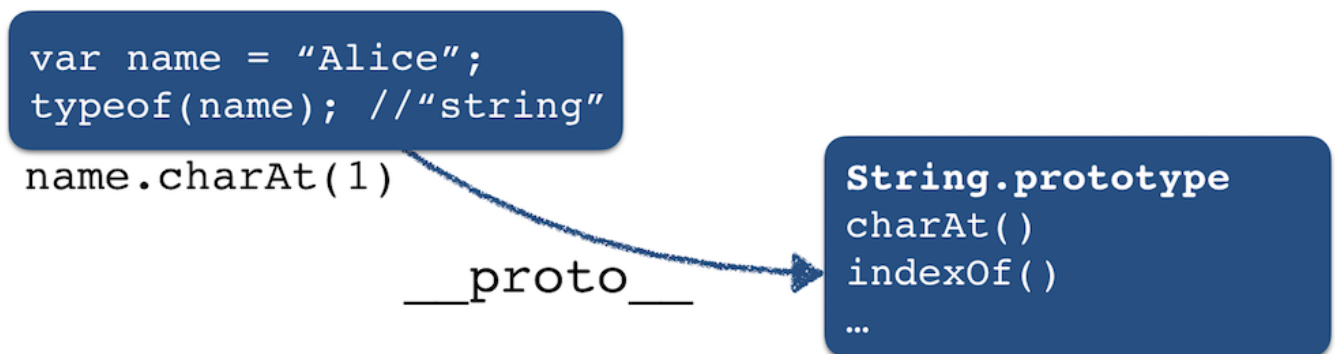 var name = “Alice”;
typeof(name); //“string”
name.charAt(1)
__proto__
String.prototype
charAt()
indexOf()
…